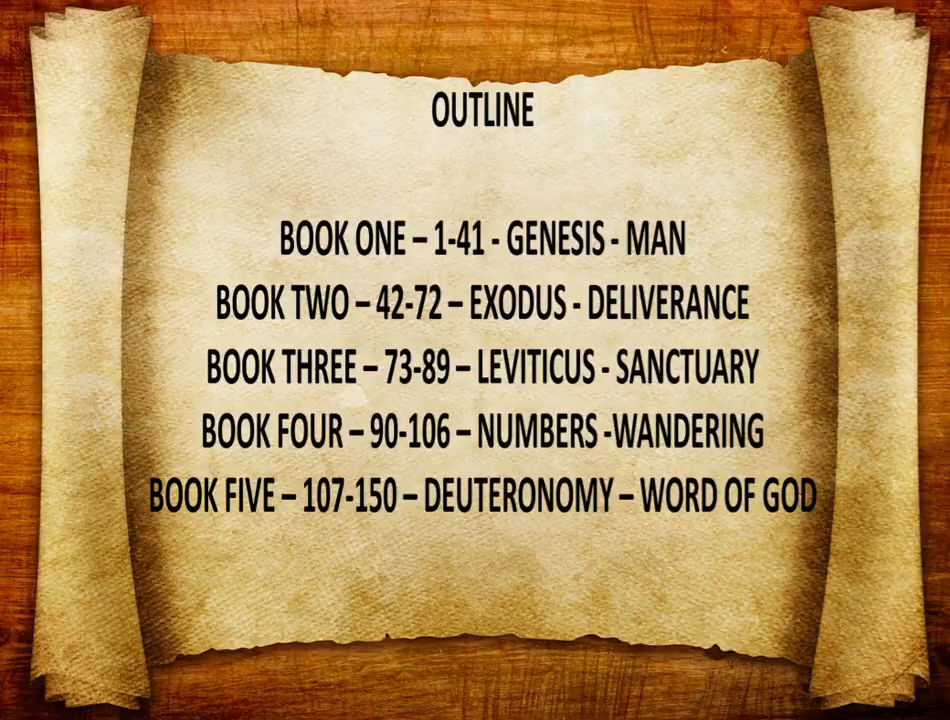 OUTLINE
BOOK ONE – 1-41 - GENESIS - MAN
BOOK TWO – 42-72 – EXODUS - DELIVERANCE
BOOK THREE – 73-89 – LEVITICUS - SANCTUARY
BOOK FOUR – 90-106 – NUMBERS -WANDERING
BOOK FIVE – 107-150 – DEUTERONOMY – WORD OF GOD